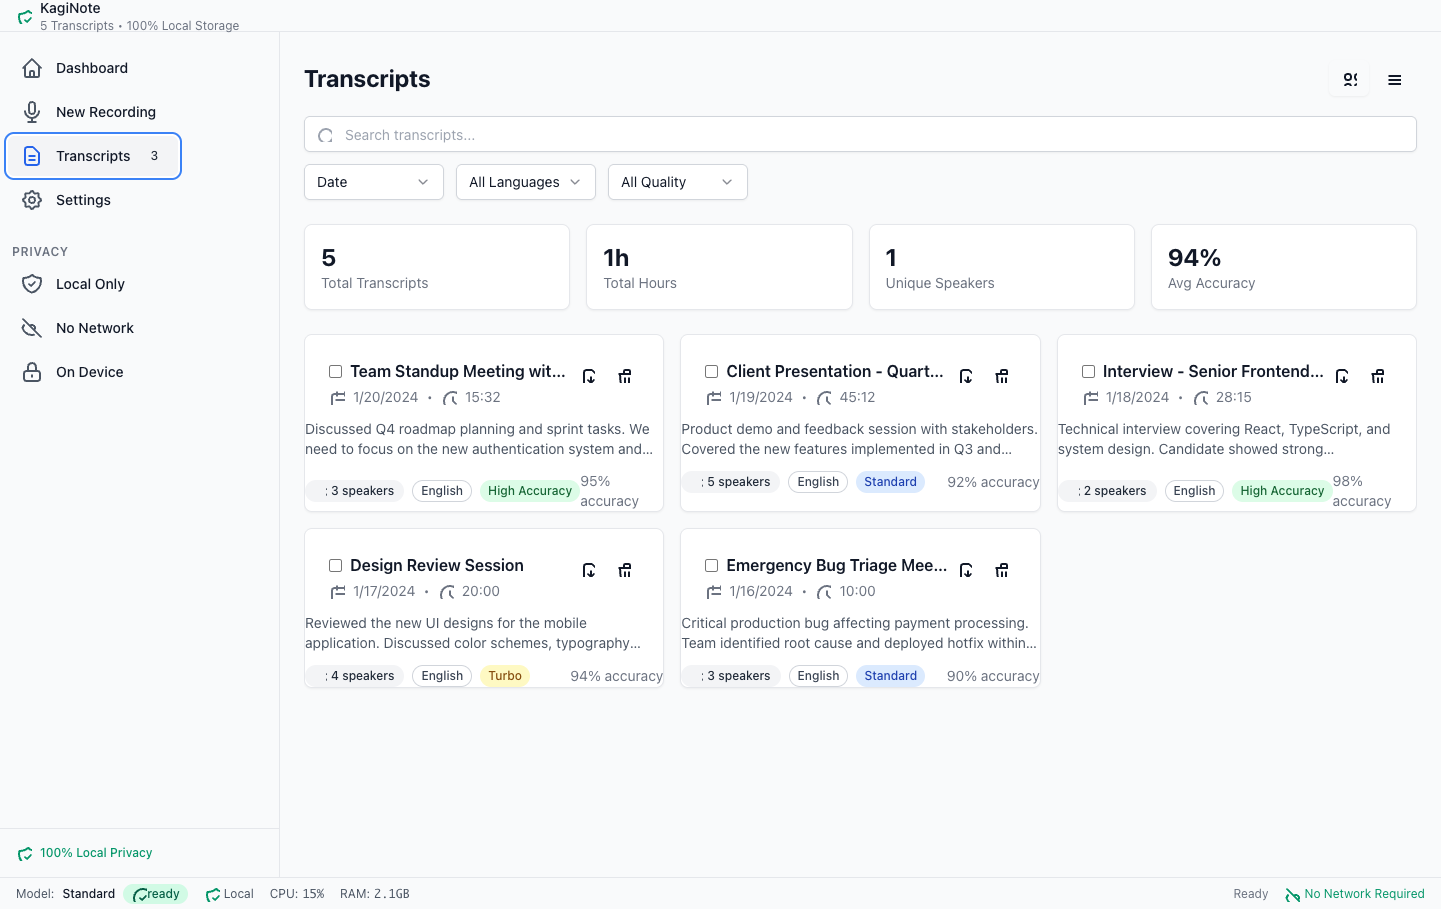 KagiNote
5 Transcripts • 100% Local Storage
Dashboard
New Recording
Transcripts 3
Settings
PRIVACY
Local Only
No Network
On Device
100% Local Privacy
Transcripts
Search transcripts...
Date
All Languages
All Quality
5
Total Transcripts
1h
Total Hours
1
Unique Speakers
94%
Avg Accuracy
Team Standup Meeting wit...
1/20/2024 • 15:32
Discussed Q4 roadmap planning and sprint tasks. We
need to focus on the new authentication system and...
3 speakers English High Accuracy 95%
accuracy
Client Presentation - Quart...
1/19/2024 • 45:12
Product demo and feedback session with stakeholders.
Covered the new features implemented in Q3 and...
5 speakers English Standard 92% accuracy
Interview - Senior Frontend...
1/18/2024 • 28:15
Technical interview covering React, TypeScript, and
system design. Candidate showed strong...
2 speakers English High Accuracy 98%
accuracy
Design Review Session
1/17/2024 • 20:00
Reviewed the new UI designs for the mobile
application. Discussed color schemes, typography...
4 speakers English Turbo 94% accuracy
Emergency Bug Triage Mee...
1/16/2024 • 10:00
Critical production bug affecting payment processing.
Team identified root cause and deployed hotfix within...
3 speakers English Standard 90% accuracy
Model: Standard ready Local CPU: 15% RAM: 2.1GB
Ready No Network Required